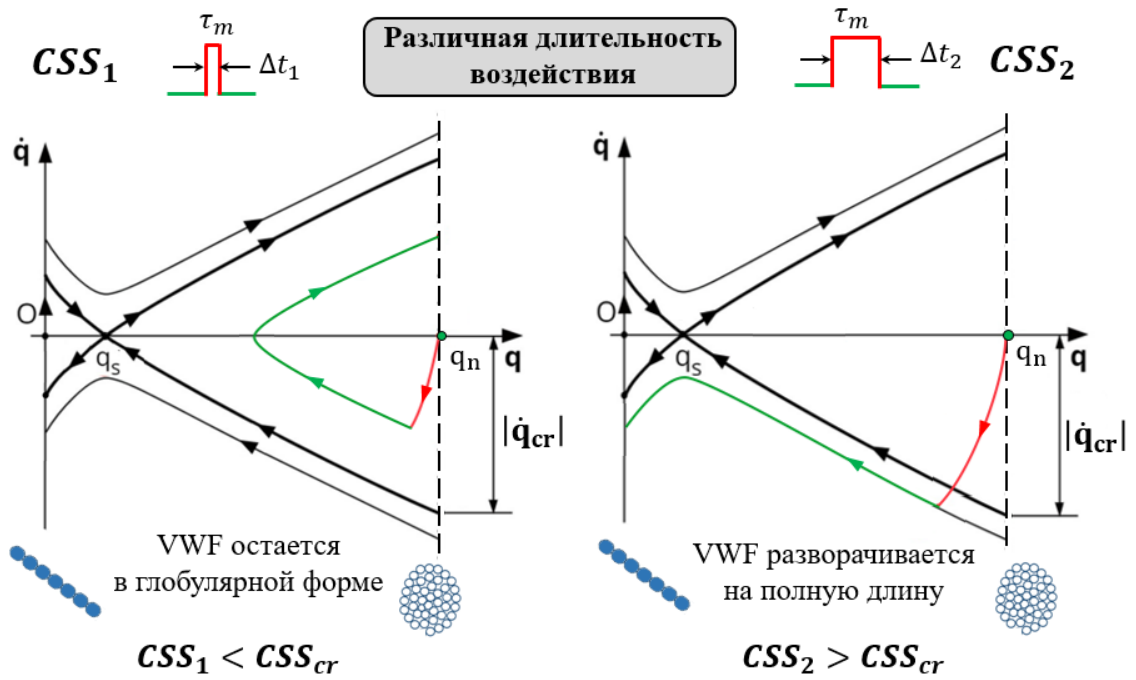 τₘ
CSS₁
Δt₁
Различная длительность
воздействия
τₘ
Δt₂
CSS₂
q̇
O
qₛ
qₙ
q
|q̇cr|
VWF остается
в глобулярной форме
CSS₁ < CSScr
q̇
O
qₛ
qₙ
q
|q̇cr|
VWF разворачивается
на полную длину
CSS₂ > CSScr